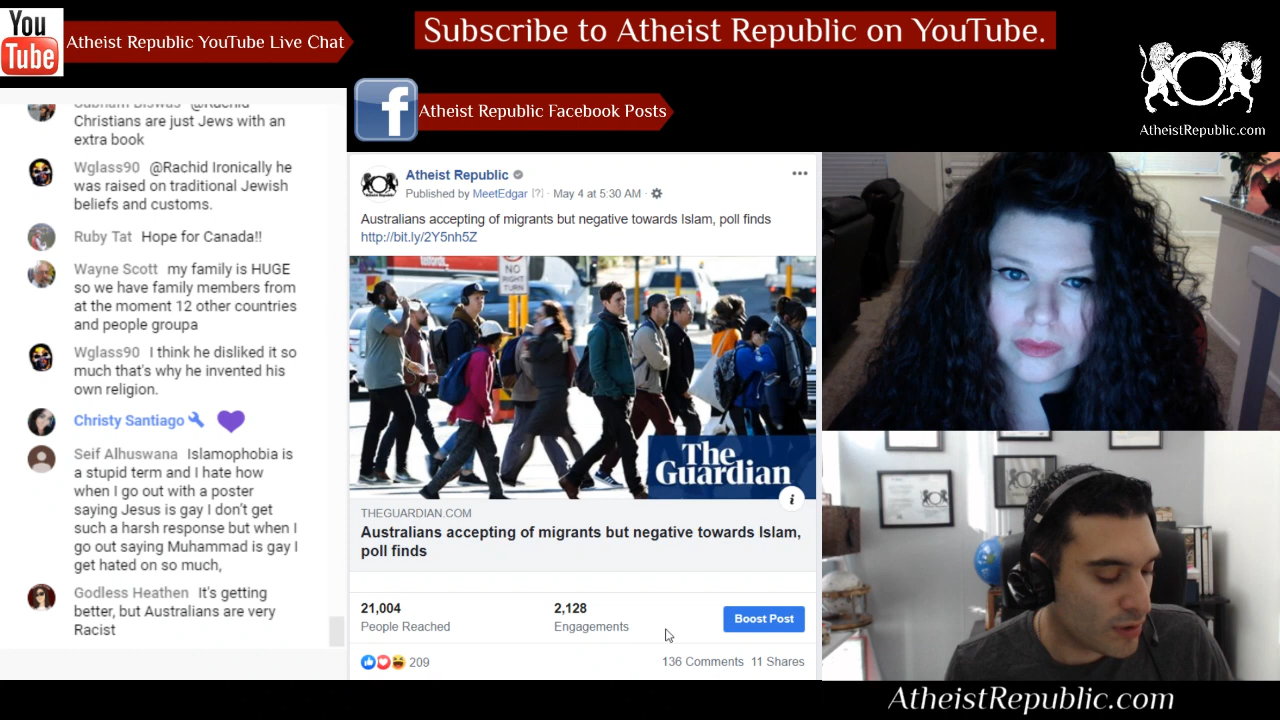 You
Tube
Atheist Republic YouTube Live Chat
Subscribe to Atheist Republic on YouTube.
AtheistRepublic.com
Atheist Republic Facebook Posts
Christians are just Jews with an
extra book
Wglass90 @Rachid Ironically he
was raised on traditional Jewish
beliefs and customs.
Ruby Tat Hope for Canada!!
Wayne Scott my family is HUGE
so we have family members from
at the moment 12 other countries
and people groupa
Wglass90 I think he disliked it so
much that's why he invented his
own religion.
Christy Santiago
Seif Alhuswana Islamophobia is
a stupid term and I hate how
when I go out with a poster
saying Jesus is gay I don't get
such a harsh response but when I
go out saying Muhammad is gay I
get hated on so much,
Godless Heathen It's getting
better, but Australians are very
Racist
Atheist Republic
Published by MeetEdgar [?] · May 4 at 5:30 AM ·
Australians accepting of migrants but negative towards Islam, poll finds
http://bit.ly/2Y5nh5Z
NO
RIGHT
TURN
The
Guardian
THEGUARDIAN.COM
Australians accepting of migrants but negative towards Islam,
poll finds
21,004
People Reached
2,128
Engagements
Boost Post
209
136 Comments 11 Shares
AtheistRepublic.com